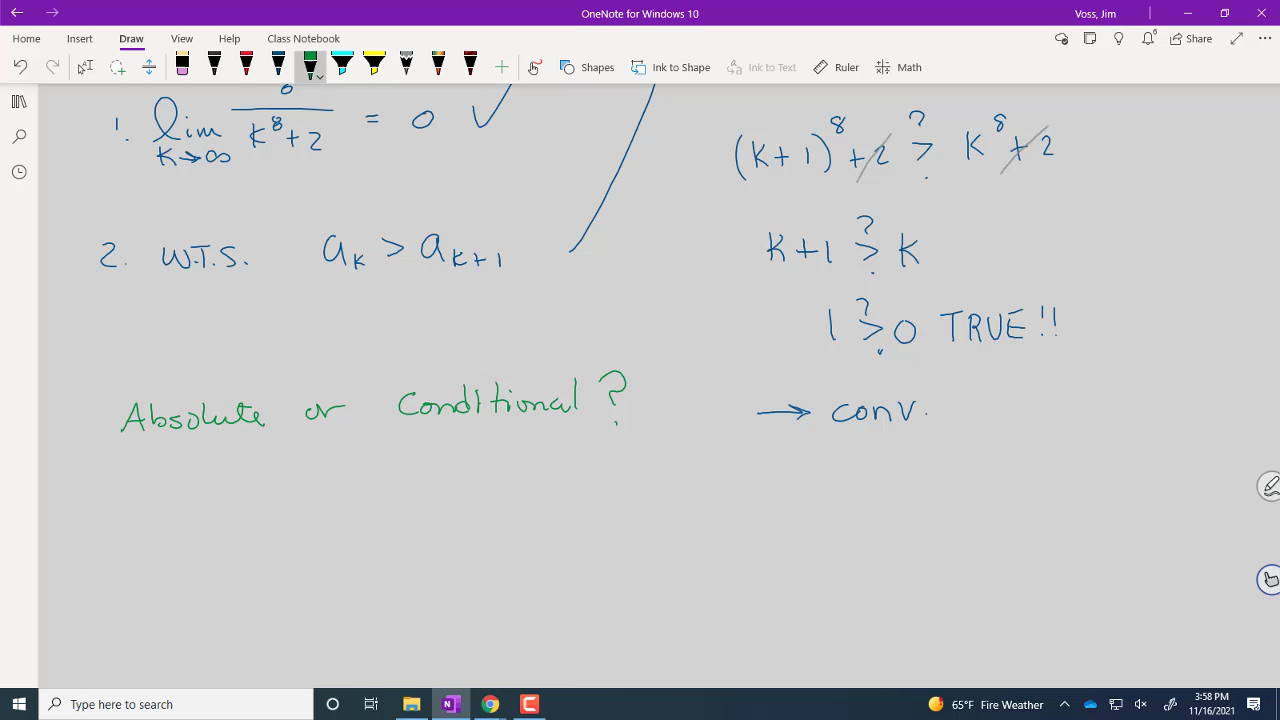 OneNote for Windows 10
Voss, Jim
Home Insert Draw View Help Class Notebook
Share
Shapes Ink to Shape Ink to Text Ruler Math
1. lim k→∞ 8/(k^8+2) = 0 ✓
2. W.T.S. a_k > a_{k+1}
(k+1)^8 + 2 >? k^8 + 2
k+1 >? k
1 >? 0 TRUE!!
Absolute or Conditional?
→ conv.
Type here to search
65°F Fire Weather
3:58 PM
11/16/2021